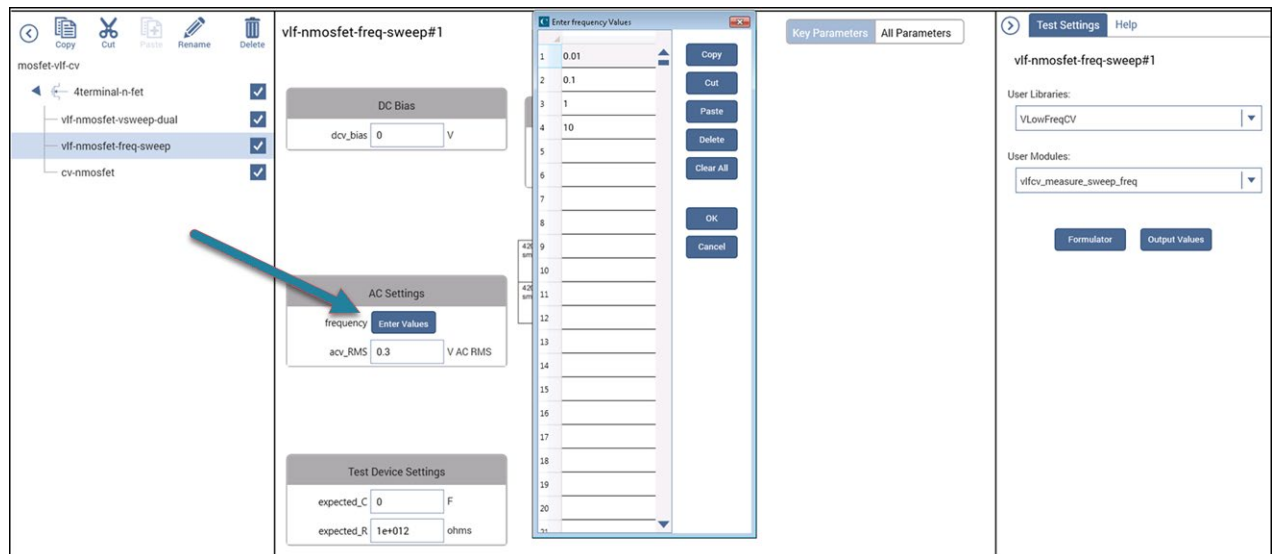 Copy Cut Paste Rename Delete
mosfet-vlf-cv
4terminal-n-fet
vlf-nmosfet-vsweep-dual
vlf-nmosfet-freq-sweep
cv-nmosfet
vlf-nmosfet-freq-sweep#1
DC Bias
dcv_bias 0 V
AC Settings
frequency Enter Values
acv_RMS 0.3 V AC RMS
Test Device Settings
expected_C 0 F
expected_R 1e+012 ohms
420
sm
420
sm
Enter frequency Values
1 0.01
2 0.1
3 1
4 10
5
6
7
8
9
10
11
12
13
14
15
16
17
18
19
20
21
Copy
Cut
Paste
Delete
Clear All
OK
Cancel
Key Parameters All Parameters
Test Settings Help
vlf-nmosfet-freq-sweep#1
User Libraries:
VLowFreqCV
User Modules:
vlfcv_measure_sweep_freq
Formulator Output Values